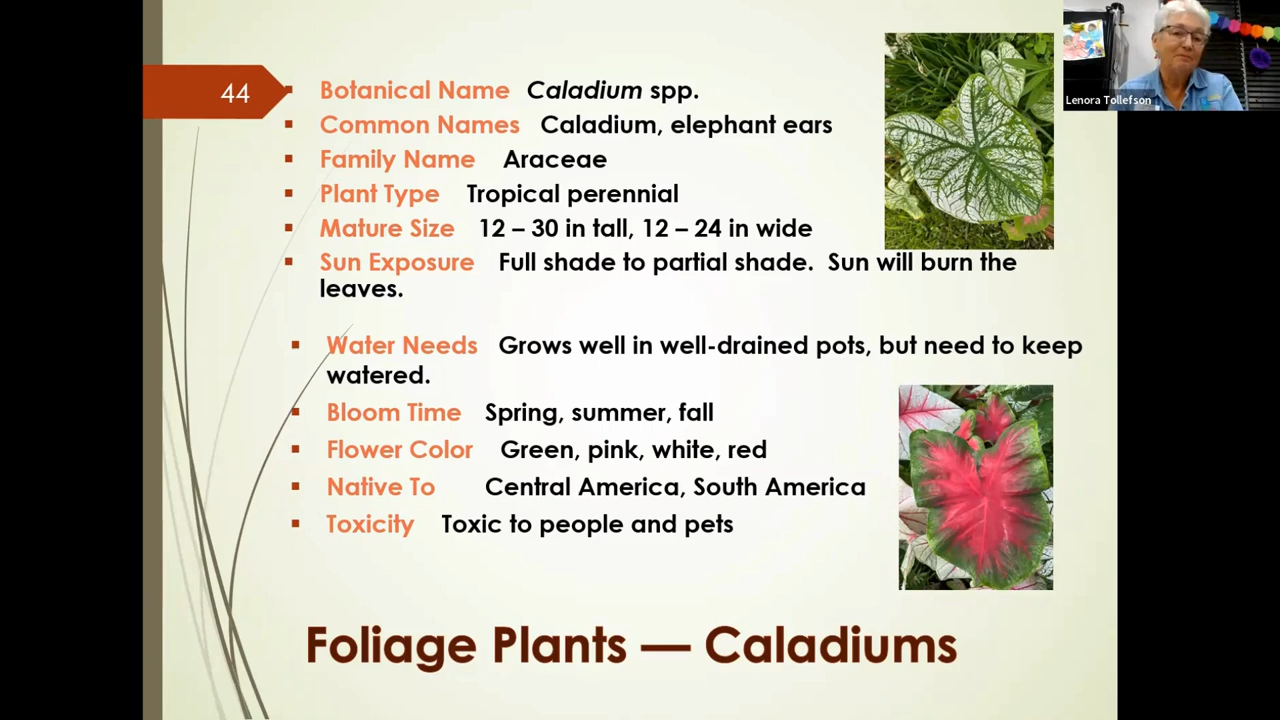 44
Botanical Name Caladium spp.
Common Names Caladium, elephant ears
Family Name Araceae
Plant Type Tropical perennial
Mature Size 12 – 30 in tall, 12 – 24 in wide
Sun Exposure Full shade to partial shade. Sun will burn the
leaves.
Water Needs Grows well in well-drained pots, but need to keep
watered.
Bloom Time Spring, summer, fall
Flower Color Green, pink, white, red
Native To Central America, South America
Toxicity Toxic to people and pets
Foliage Plants — Caladiums
Lenora Tollefson